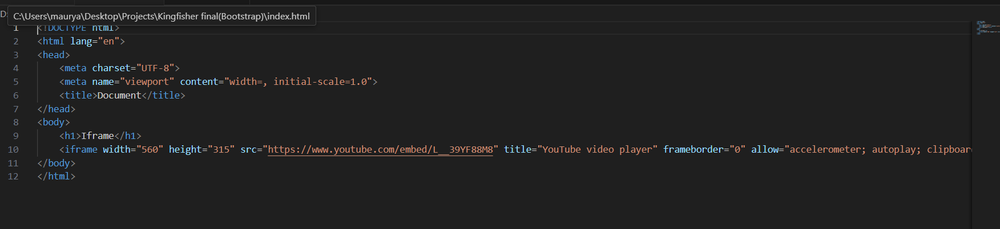 D:
C:\Users\maurya\Desktop\Projects\Kingfisher final(Bootstrap)\index.html
1 <!DOCTYPE html>
2 <html lang="en">
3 <head>
4 <meta charset="UTF-8">
5 <meta name="viewport" content="width=, initial-scale=1.0">
6 <title>Document</title>
7 </head>
8 <body>
9 <h1>Iframe</h1>
10 <iframe width="560" height="315" src="https://www.youtube.com/embed/L__39YF88M8" title="YouTube video player" frameborder="0" allow="accelerometer; autoplay; clipboar
11 </body>
12 </html>